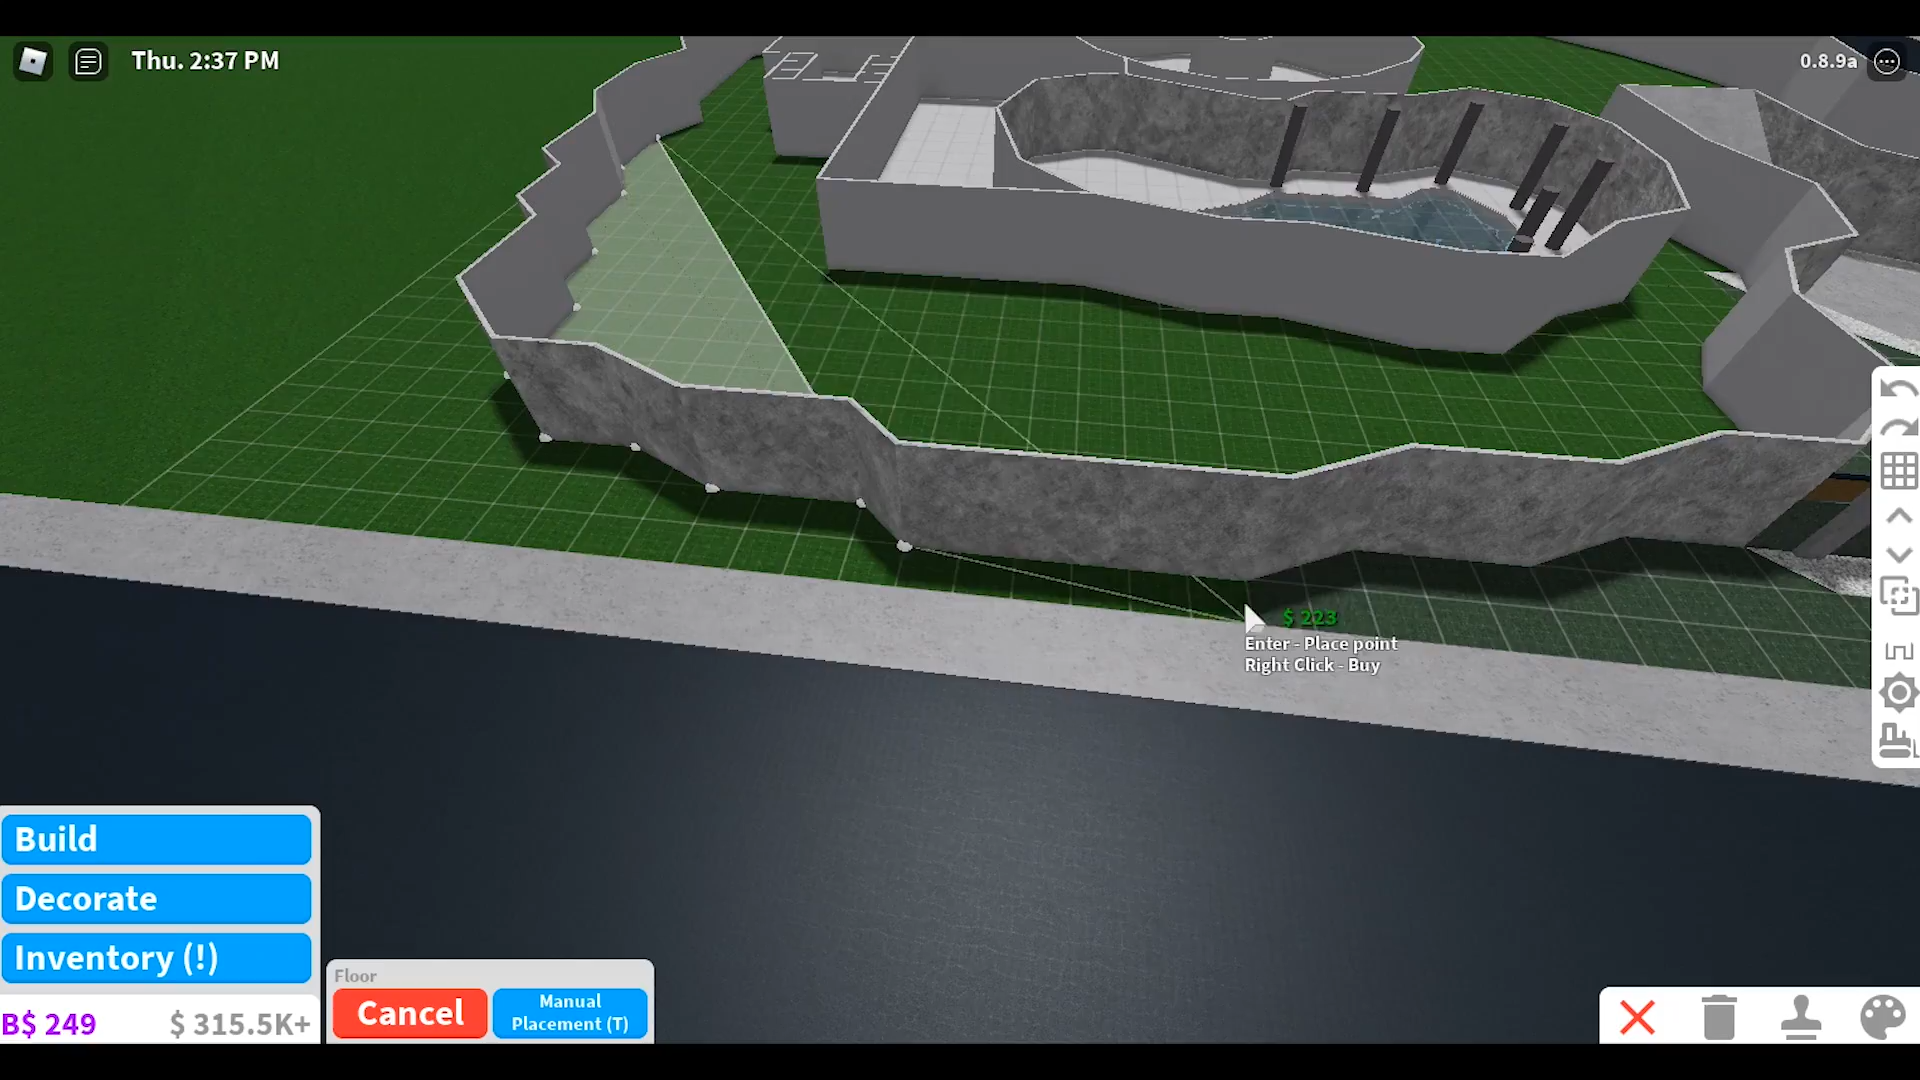 Thu. 2:37 PM
0.8.9a
$ 223
Enter - Place point
Right Click - Buy
Build
Decorate
Inventory (!)
B$ 249
$ 315.5K+
Floor
Cancel
Manual
Placement (T)